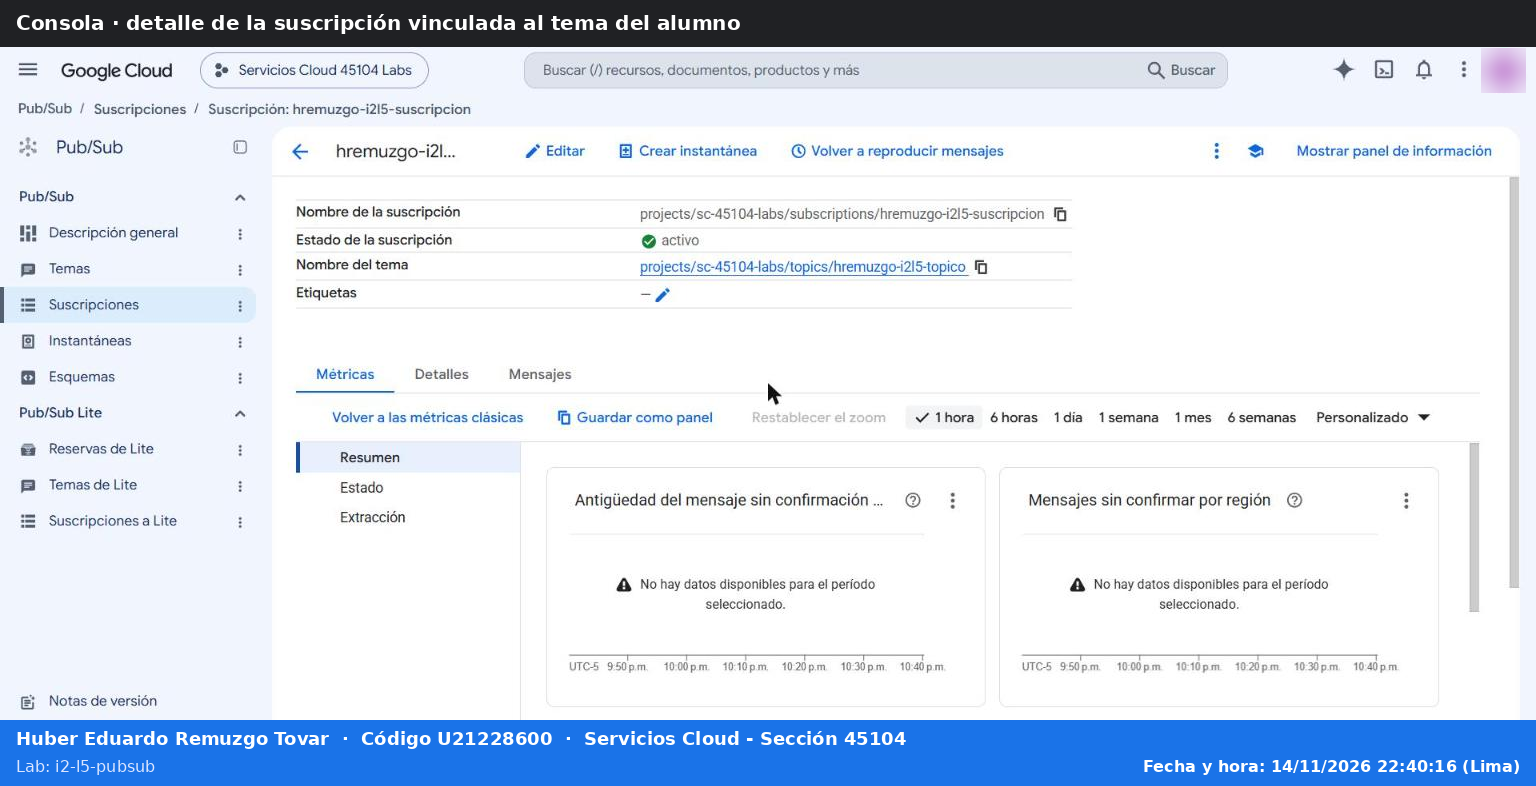 Consola · detalle de la suscripción vinculada al tema del alumno
Google Cloud
Servicios Cloud 45104 Labs
Buscar (/) recursos, documentos, productos y más
Buscar
Pub/Sub / Suscripciones / Suscripción: hremuzgo-i2l5-suscripcion
Pub/Sub
hremuzgo-i2l...
Editar
Crear instantánea
Volver a reproducir mensajes
Mostrar panel de información
Pub/Sub
Descripción general
Temas
Suscripciones
Instantáneas
Esquemas
Pub/Sub Lite
Reservas de Lite
Temas de Lite
Suscripciones a Lite
Notas de versión
Nombre de la suscripción projects/sc-45104-labs/subscriptions/hremuzgo-i2l5-suscripcion
Estado de la suscripción activo
Nombre del tema projects/sc-45104-labs/topics/hremuzgo-i2l5-topico
Etiquetas —
Métricas Detalles Mensajes
Volver a las métricas clásicas Guardar como panel Restablecer el zoom 1 hora 6 horas 1 día 1 semana 1 mes 6 semanas Personalizado
Resumen
Estado
Extracción
Antigüedad del mensaje sin confirmación ...
No hay datos disponibles para el período
seleccionado.
UTC-5 9:50 p.m. 10:00 p.m. 10:10 p.m. 10:20 p.m. 10:30 p.m. 10:40 p.m.
Mensajes sin confirmar por región
No hay datos disponibles para el período
seleccionado.
UTC-5 9:50 p.m. 10:00 p.m. 10:10 p.m. 10:20 p.m. 10:30 p.m. 10:40 p.m.
Huber Eduardo Remuzgo Tovar · Código U21228600 · Servicios Cloud - Sección 45104
Lab: i2-l5-pubsub
Fecha y hora: 14/11/2026 22:40:16 (Lima)